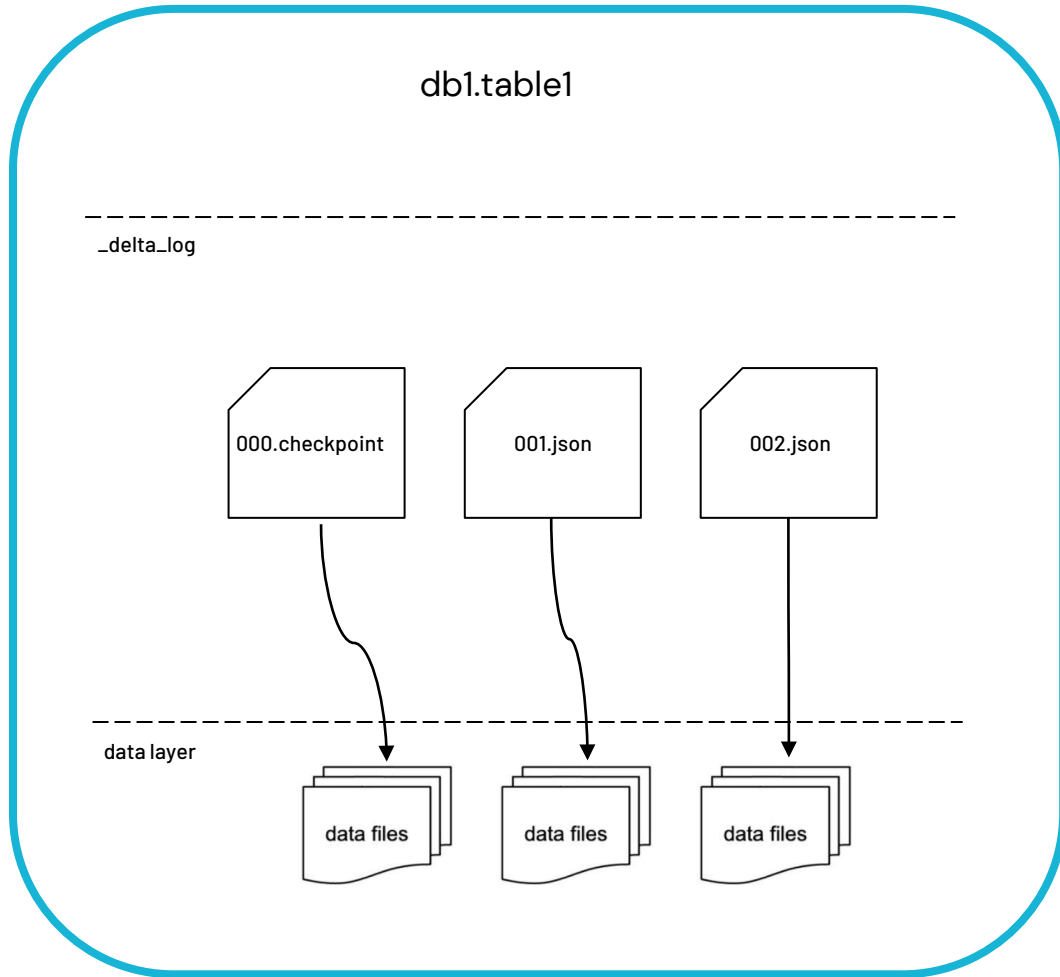 db1.table1
_delta_log
000.checkpoint
001.json
002.json
data layer
data files
data files
data files